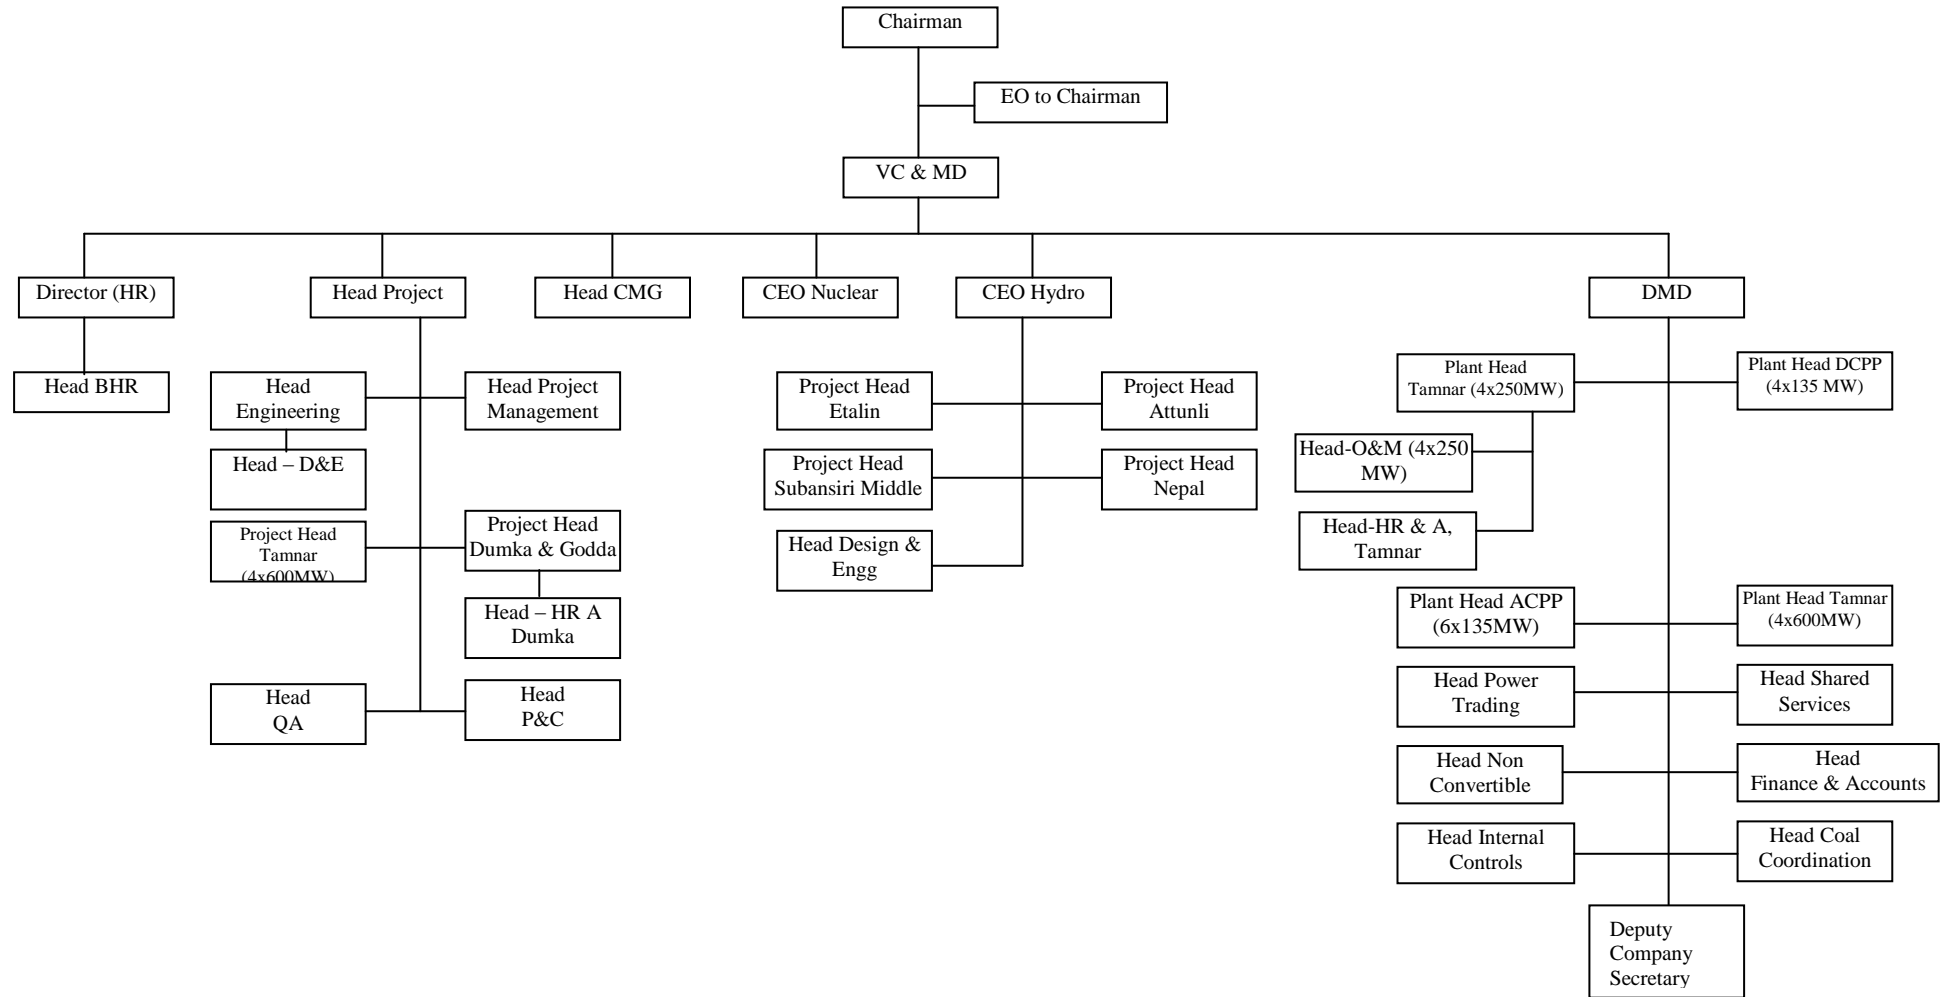 Chairman
EO to Chairman
VC & MD
Director (HR)
Head Project
Head CMG
CEO Nuclear
CEO Hydro
DMD
Head BHR
Head
Engineering
Head Project
Management
Head – D&E
Project Head
Tamnar
(4x600MW)
Project Head
Dumka & Godda
Head – HR A
Dumka
Head
QA
Head
P&C
Project Head
Etalin
Project Head
Attunli
Project Head
Subansiri Middle
Project Head
Nepal
Head Design &
Engg
Plant Head
Tamnar (4x250MW)
Plant Head DCPP
(4x135 MW)
Head-O&M (4x250
MW)
Head-HR & A,
Tamnar
Plant Head ACPP
(6x135MW)
Plant Head Tamnar
(4x600MW)
Head Power
Trading
Head Shared
Services
Head Non
Convertible
Head
Finance & Accounts
Head Internal
Controls
Head Coal
Coordination
Deputy
Company
Secretary